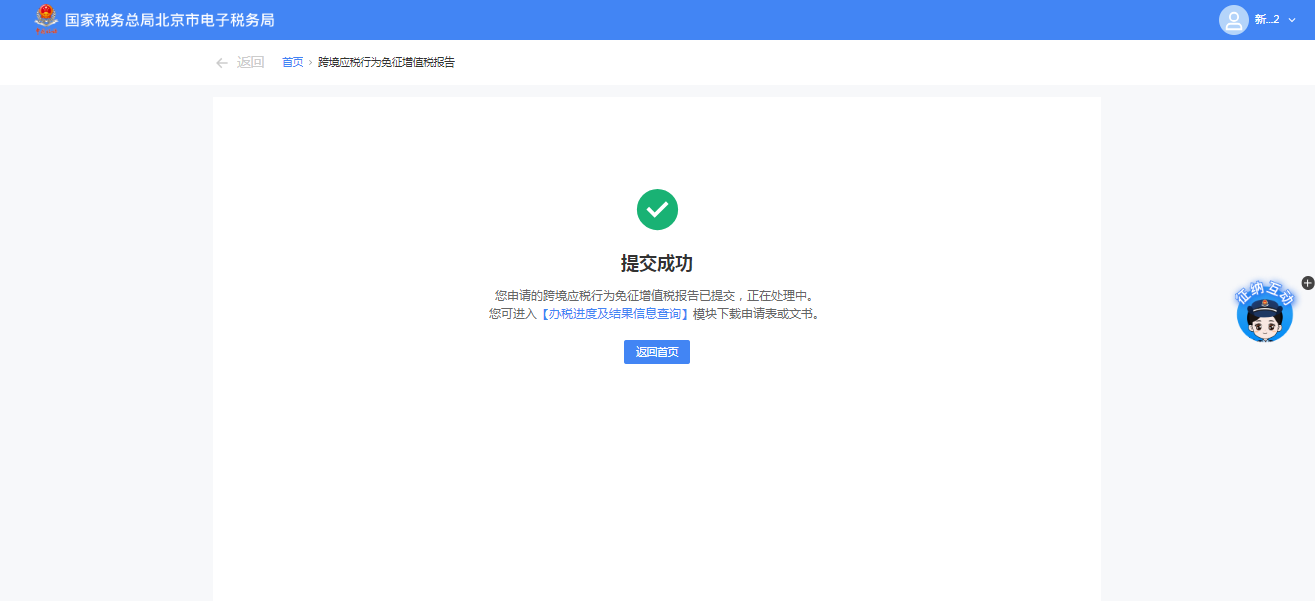 国家税务总局北京市电子税务局
新...2
返回 首页 > 跨境应税行为免征增值税报告
提交成功
您申请的跨境应税行为免征增值税报告已提交，正在处理中。
您可进入【办税进度及结果信息查询】模块下载申请表或文书。
返回首页
征纳互动